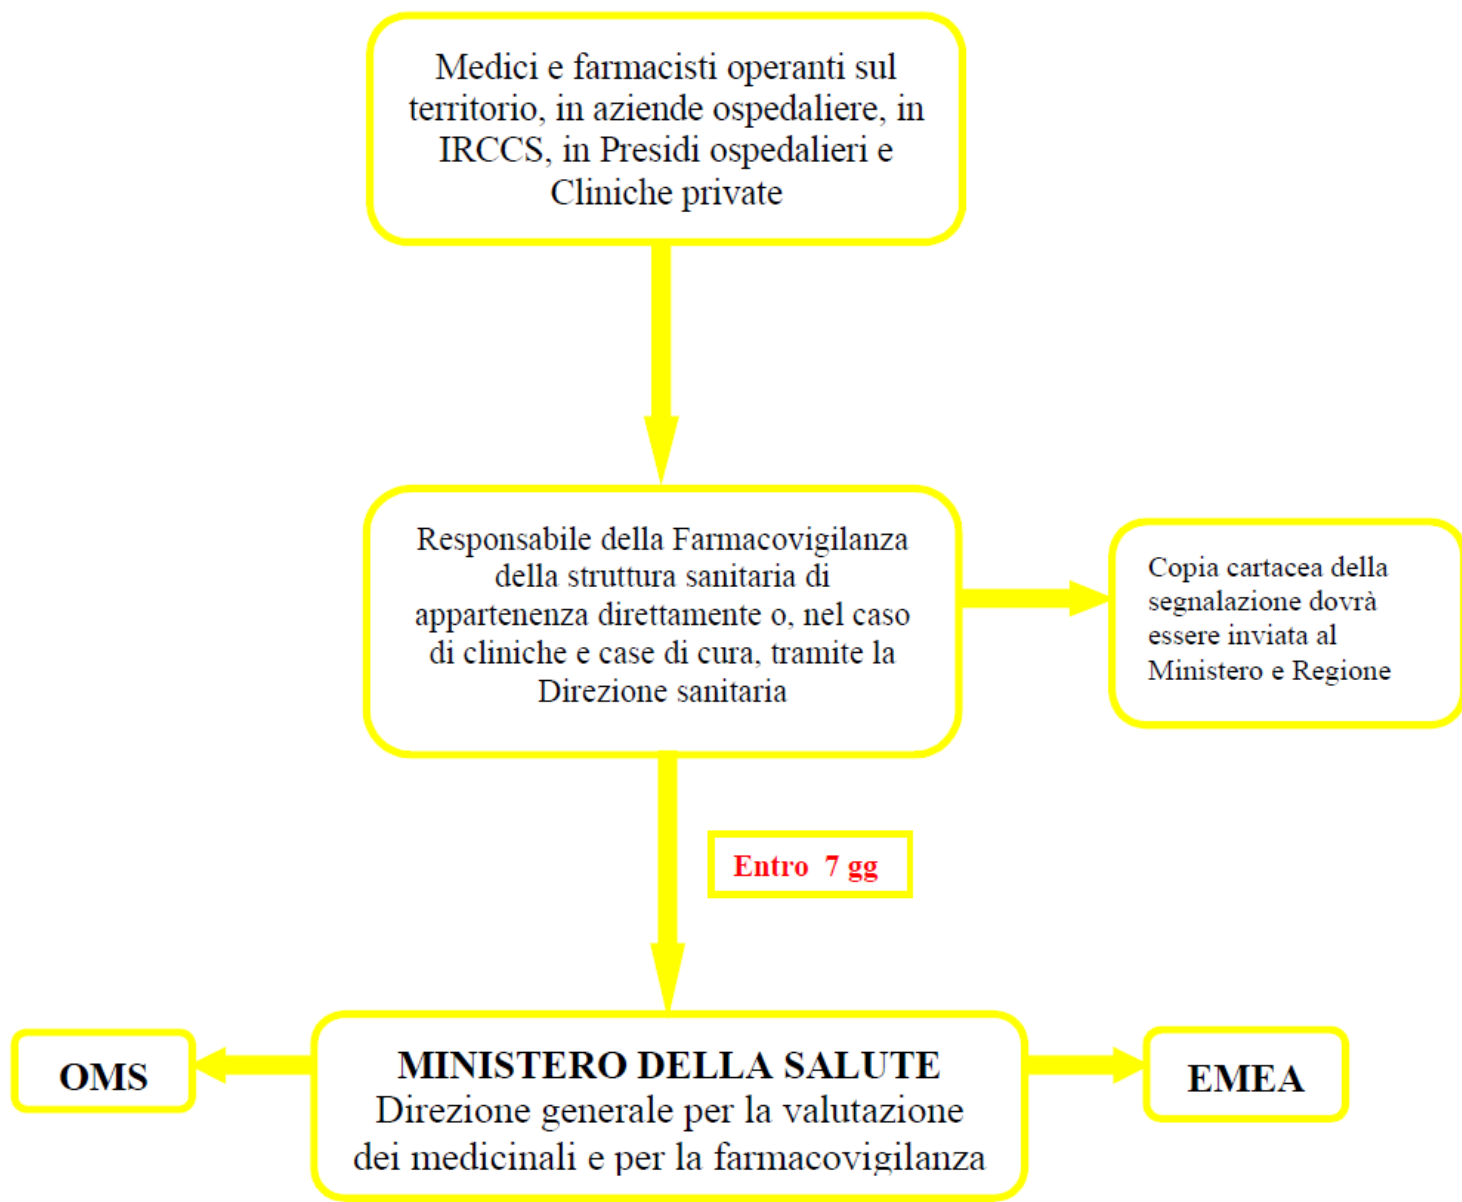 Medici e farmacisti operanti sul
territorio, in aziende ospedaliere, in
IRCCS, in Presidi ospedalieri e
Cliniche private
Responsabile della Farmacovigilanza
della struttura sanitaria di
appartenenza direttamente o, nel caso
di cliniche e case di cura, tramite la
Direzione sanitaria
Copia cartacea della
segnalazione dovrà
essere inviata al
Ministero e Regione
Entro 7 gg
OMS
MINISTERO DELLA SALUTE
Direzione generale per la valutazione
dei medicinali e per la farmacovigilanza
EMEA